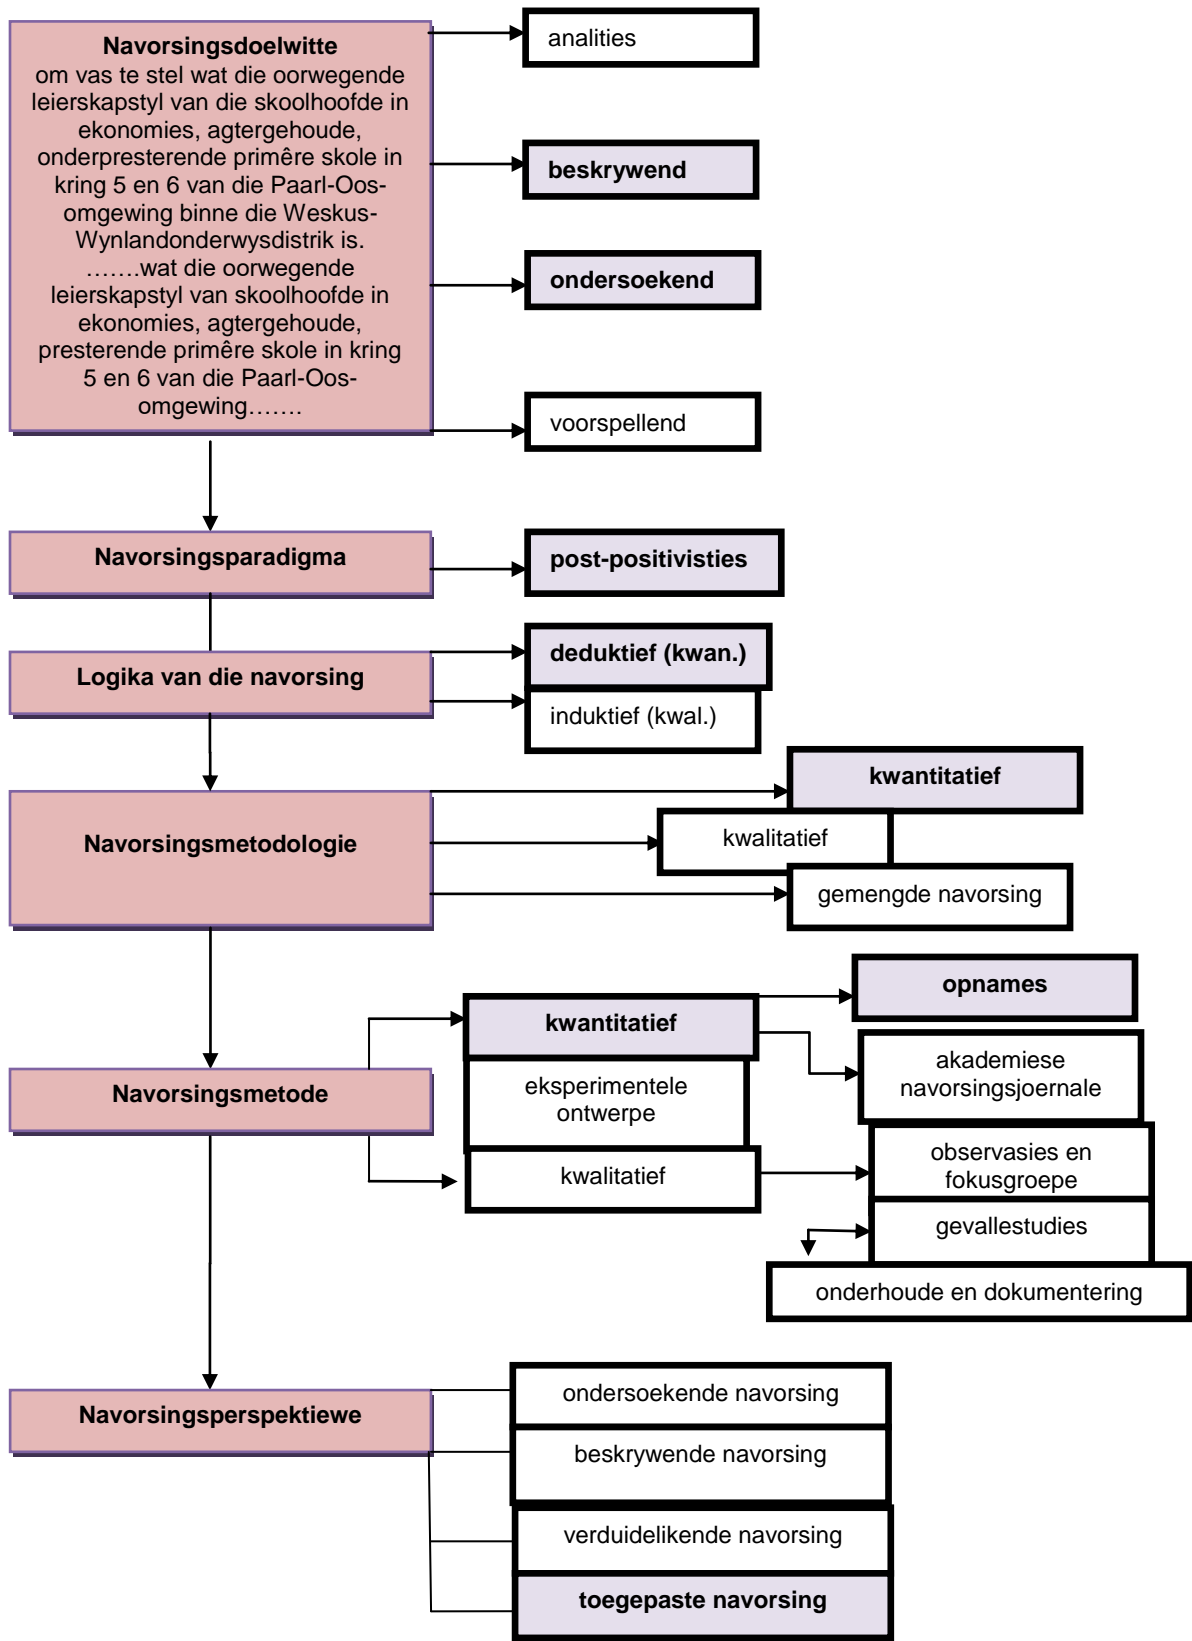 Navorsingsdoelwitte
om vas te stel wat die oorwegende
leierskapstyl van die skoolhoofde in
ekonomies, agtergehoude,
onderpresterende primêre skole in
kring 5 en 6 van die Paarl-Oos-
omgewing binne die Weskus-
Wynlandonderwysdistrik is.
…….wat die oorwegende
leierskapstyl van skoolhoofde in
ekonomies, agtergehoude,
presterende primêre skole in kring
5 en 6 van die Paarl-Oos-
omgewing…….
analities
beskrywend
ondersoekend
voorspellend
Navorsingsparadigma
post-positivisties
Logika van die navorsing
deduktief (kwan.)
induktief (kwal.)
Navorsingsmetodologie
kwantitatief
kwalitatief
gemengde navorsing
Navorsingsmetode
kwantitatief
eksperimentele
ontwerpe
kwalitatief
opnames
akademiese
navorsingsjoernale
observasies en
fokusgroepe
gevallestudies
onderhoude en dokumentering
Navorsingsperspektiewe
ondersoekende navorsing
beskrywende navorsing
verduidelikende navorsing
toegepaste navorsing